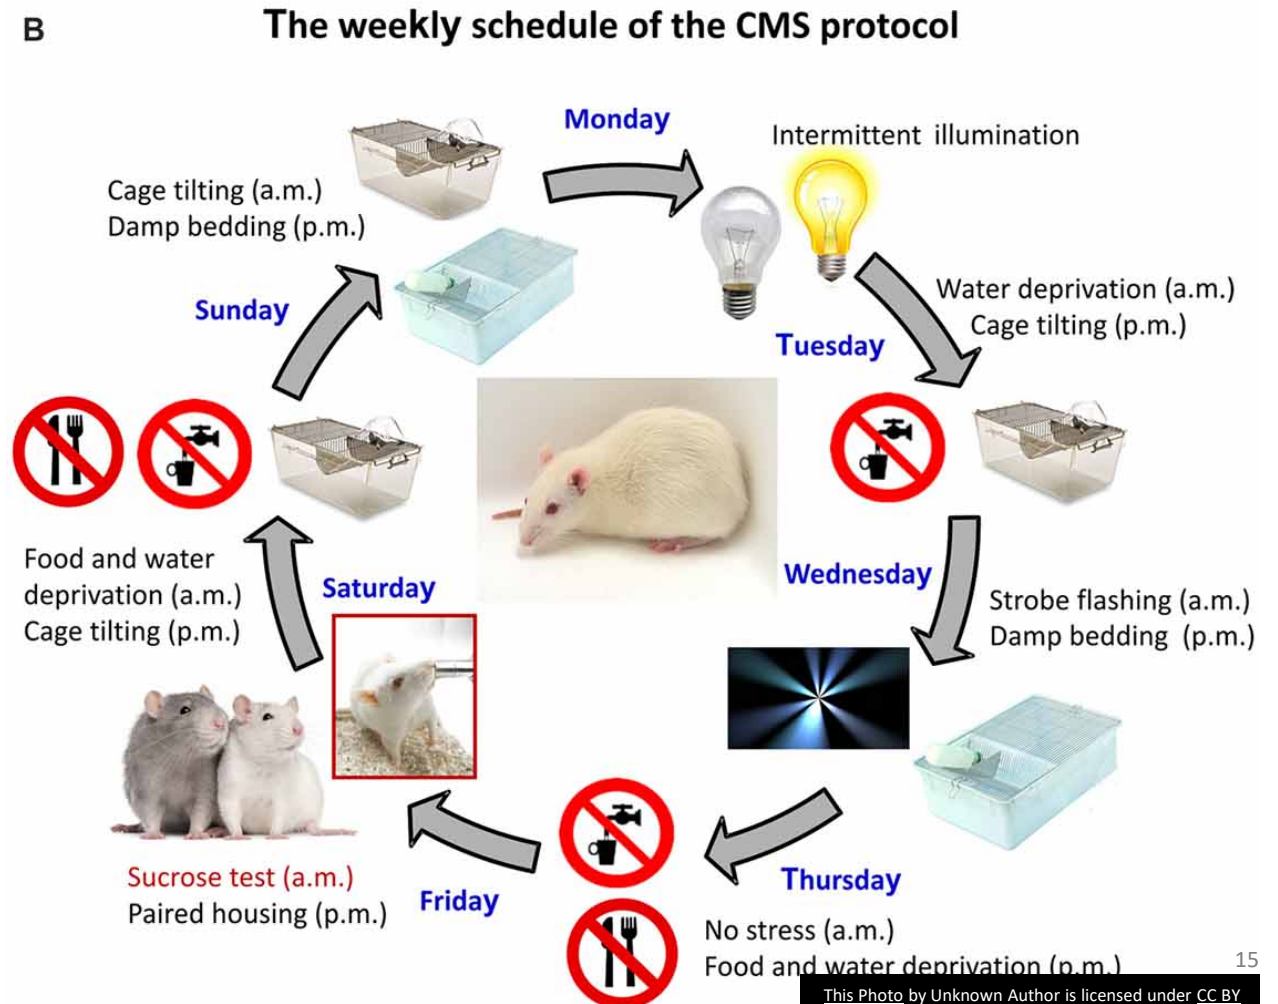 B
The weekly schedule of the CMS protocol
Monday
Intermittent illumination
Cage tilting (a.m.)
Damp bedding (p.m.)
Sunday
Water deprivation (a.m.)
Cage tilting (p.m.)
Tuesday
Wednesday
Strobe flashing (a.m.)
Damp bedding (p.m.)
Food and water
deprivation (a.m.)
Cage tilting (p.m.)
Saturday
Sucrose test (a.m.)
Paired housing (p.m.)
Friday
Thursday
No stress (a.m.)
Food and water deprivation (p.m.)
15
This Photo by Unknown Author is licensed under CC BY